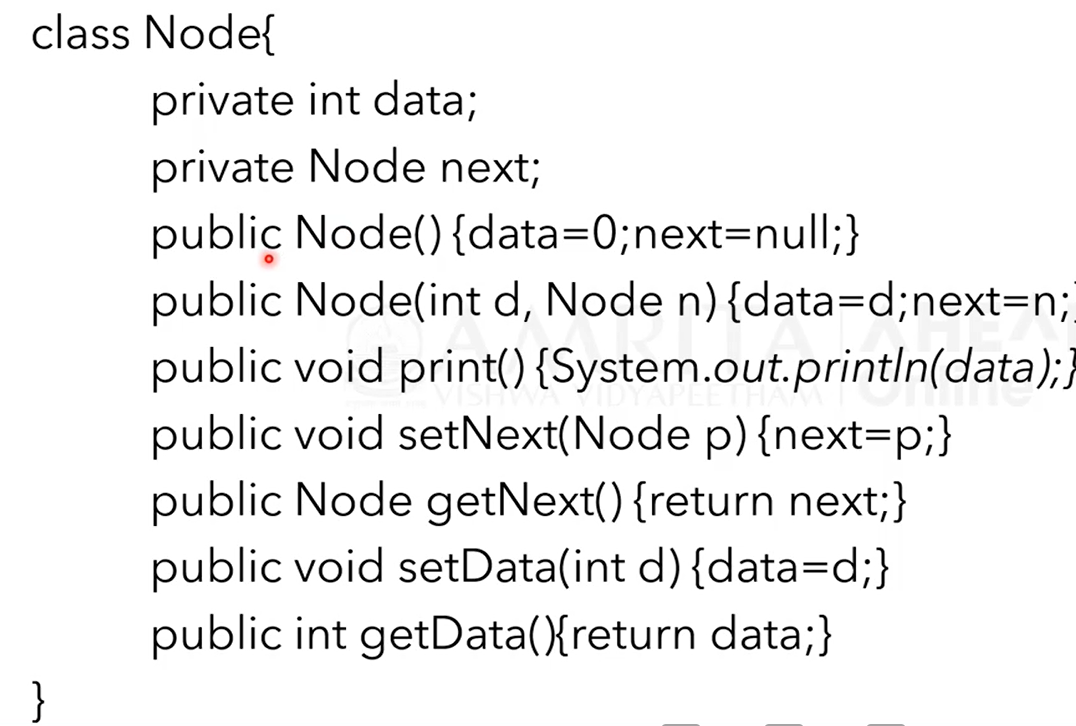 class Node{
private int data;
private Node next;
public Node() {data=0;next=null;}
public Node(int d, Node n) {data=d;next=n;}
public void print() {System.out.println(data);}
public void setNext(Node p) {next=p;}
public Node getNext() {return next;}
public void setData(int d) {data=d;}
public int getData(){return data;}
}
AMRITA
VISHWA VIDYAPEETHAM
AHEAD
Online